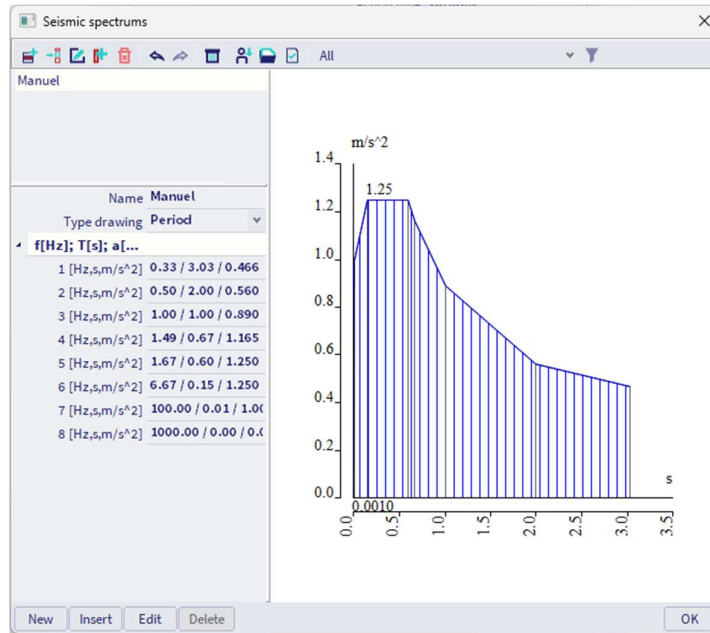 Seismic spectrums
All
Manuel
Name Manuel
Type drawing Period
f[Hz]; T[s]; a[...
1 [Hz,s,m/s^2] 0.33 / 3.03 / 0.466
2 [Hz,s,m/s^2] 0.50 / 2.00 / 0.560
3 [Hz,s,m/s^2] 1.00 / 1.00 / 0.890
4 [Hz,s,m/s^2] 1.49 / 0.67 / 1.165
5 [Hz,s,m/s^2] 1.67 / 0.60 / 1.250
6 [Hz,s,m/s^2] 6.67 / 0.15 / 1.250
7 [Hz,s,m/s^2] 100.00 / 0.01 / 1.00
8 [Hz,s,m/s^2] 1000.00 / 0.00 / 0.0
m/s^2
1.4
1.25
1.2
1.0
0.8
0.6
0.4
0.2
s
0.0
0.0010
0.0 0.5 1.0 1.5 2.0 2.5 3.0 3.5
New Insert Edit Delete OK